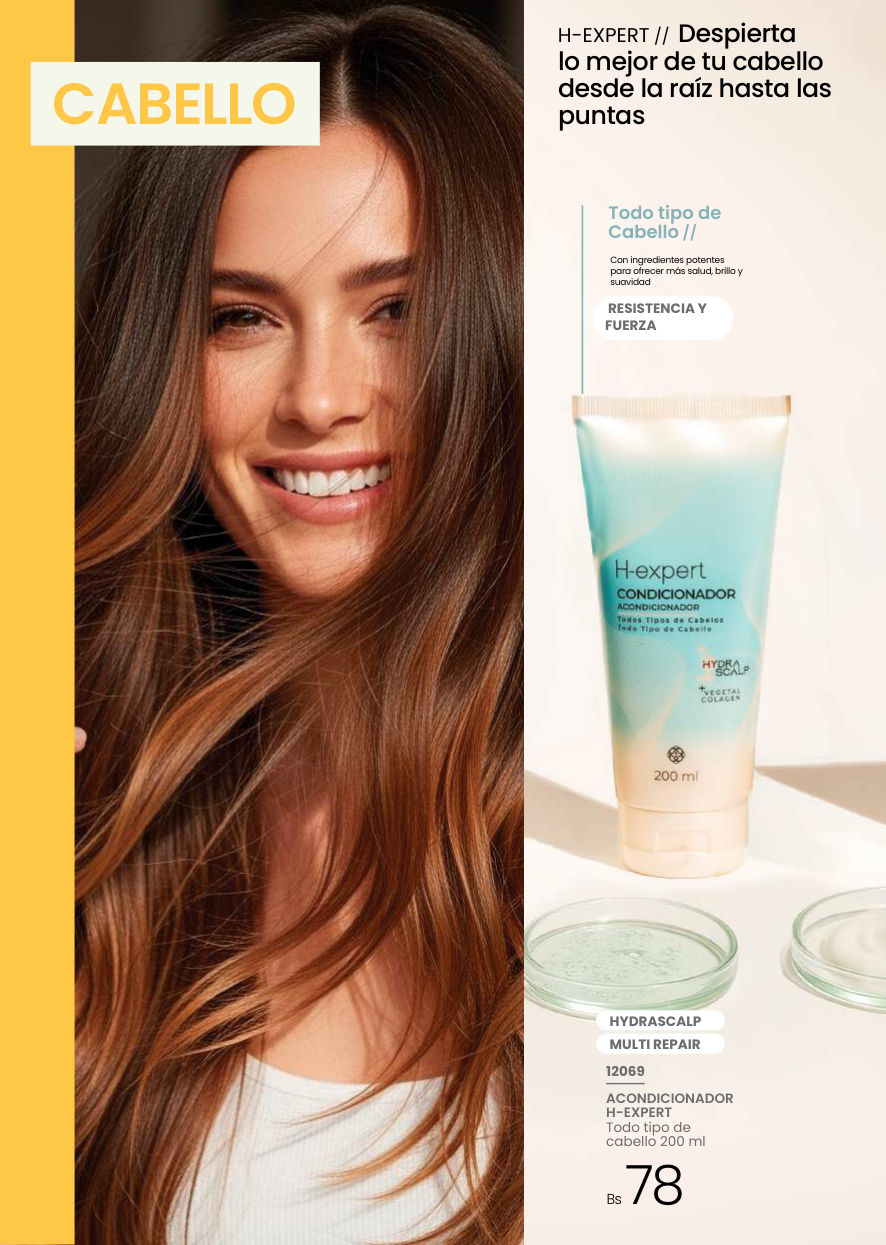 CABELLO
H-EXPERT // Despierta
lo mejor de tu cabello
desde la raíz hasta las
puntas
Todo tipo de
Cabello //
Con ingredientes potentes
para ofrecer más salud, brillo y
suavidad
RESISTENCIA Y
FUERZA
H-expert
CONDICIONADOR
ACONDICIONADOR
Todos Tipos de Cabelos
Todo Tipo de Cabello
HYDRA
SCALP
+VEGETAL
COLAGEN
200 ml
HYDRASCALP
MULTI REPAIR
12069
ACONDICIONADOR
H-EXPERT
Todo tipo de
cabello 200 ml
Bs 78